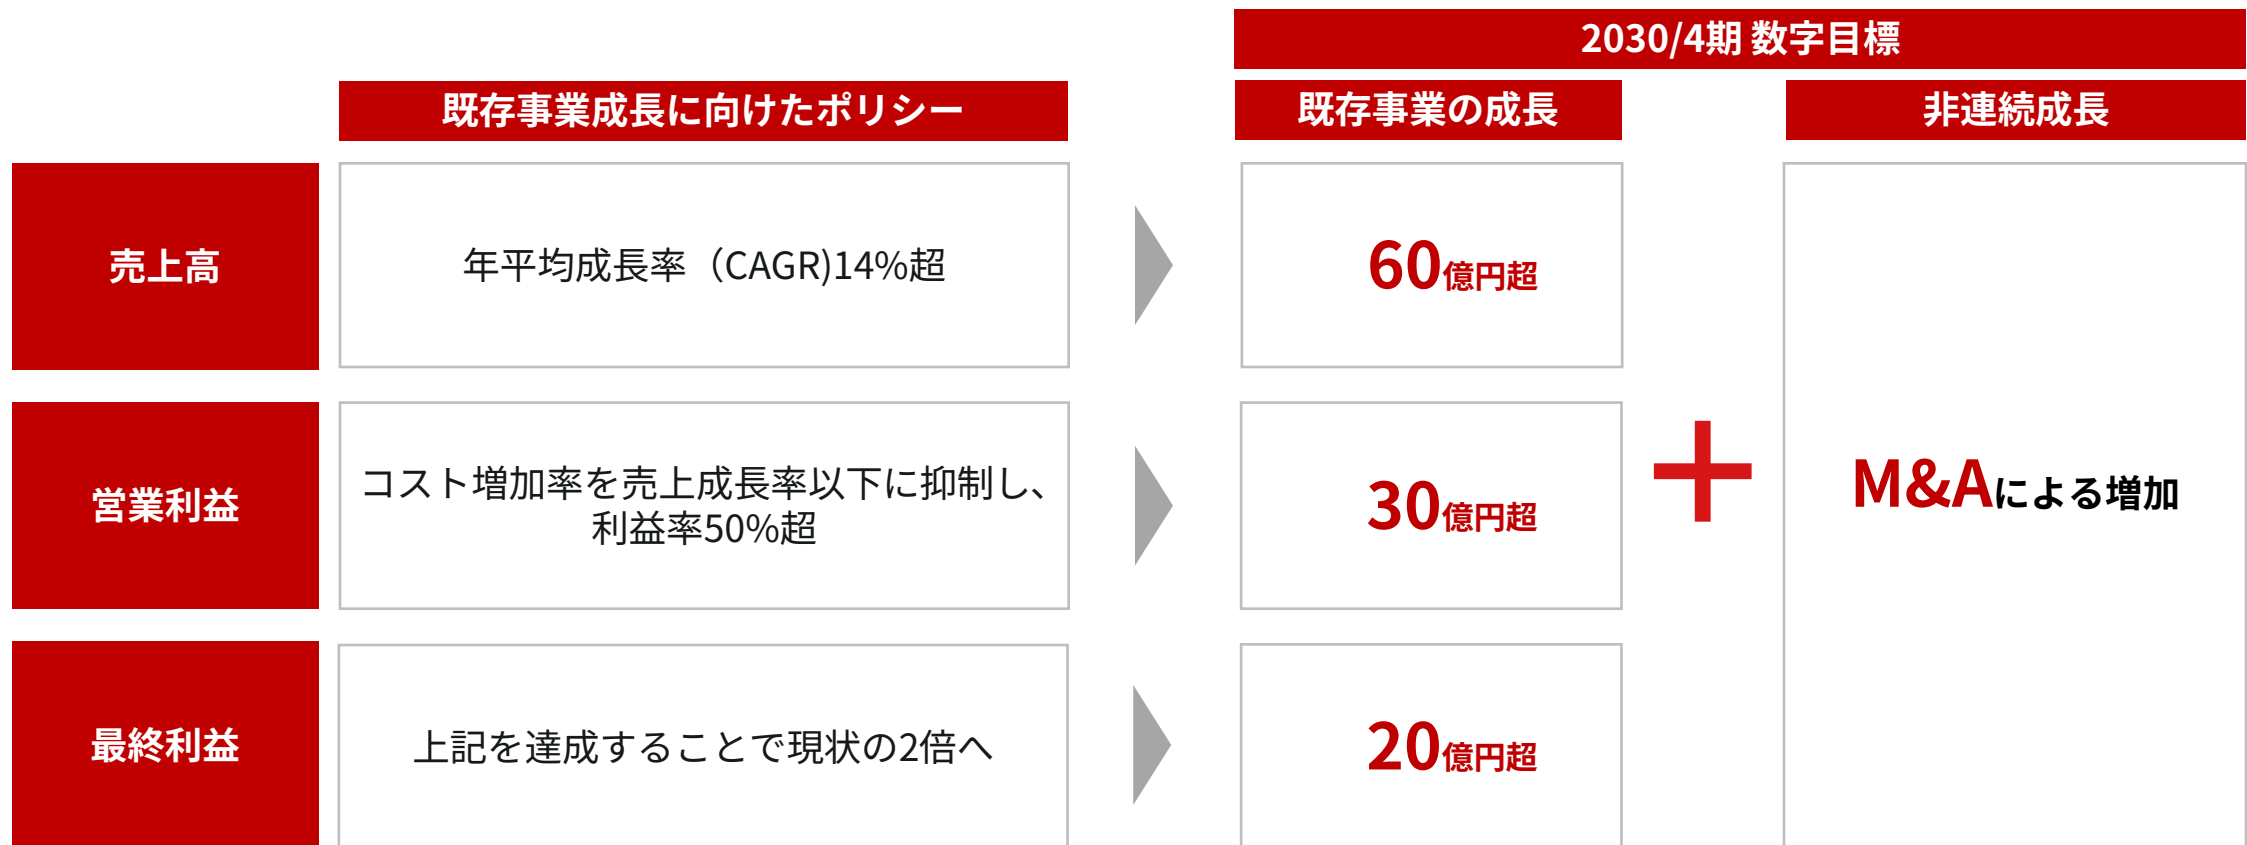 2030/4期 数字目標
既存事業成長に向けたポリシー
既存事業の成長
非連続成長
売上高
年平均成長率（CAGR)14%超
60億円超
営業利益
コスト増加率を売上成長率以下に抑制し、
利益率50%超
30億円超
M&Aによる増加
最終利益
上記を達成することで現状の2倍へ
20億円超